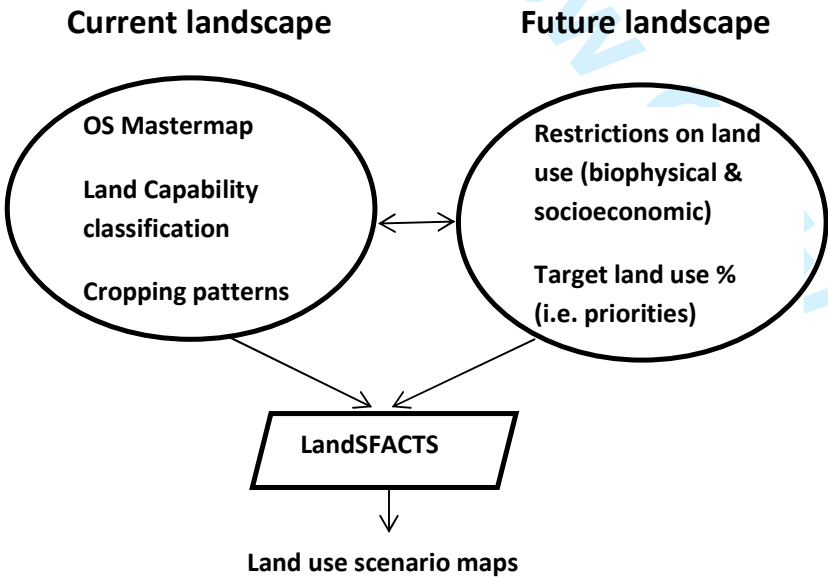 Current landscape
Future landscape
OS Mastermap
Land Capability
classification
Cropping patterns
Restrictions on land
use (biophysical &
socioeconomic)
Target land use %
(i.e. priorities)
LandSFACTS
Land use scenario maps